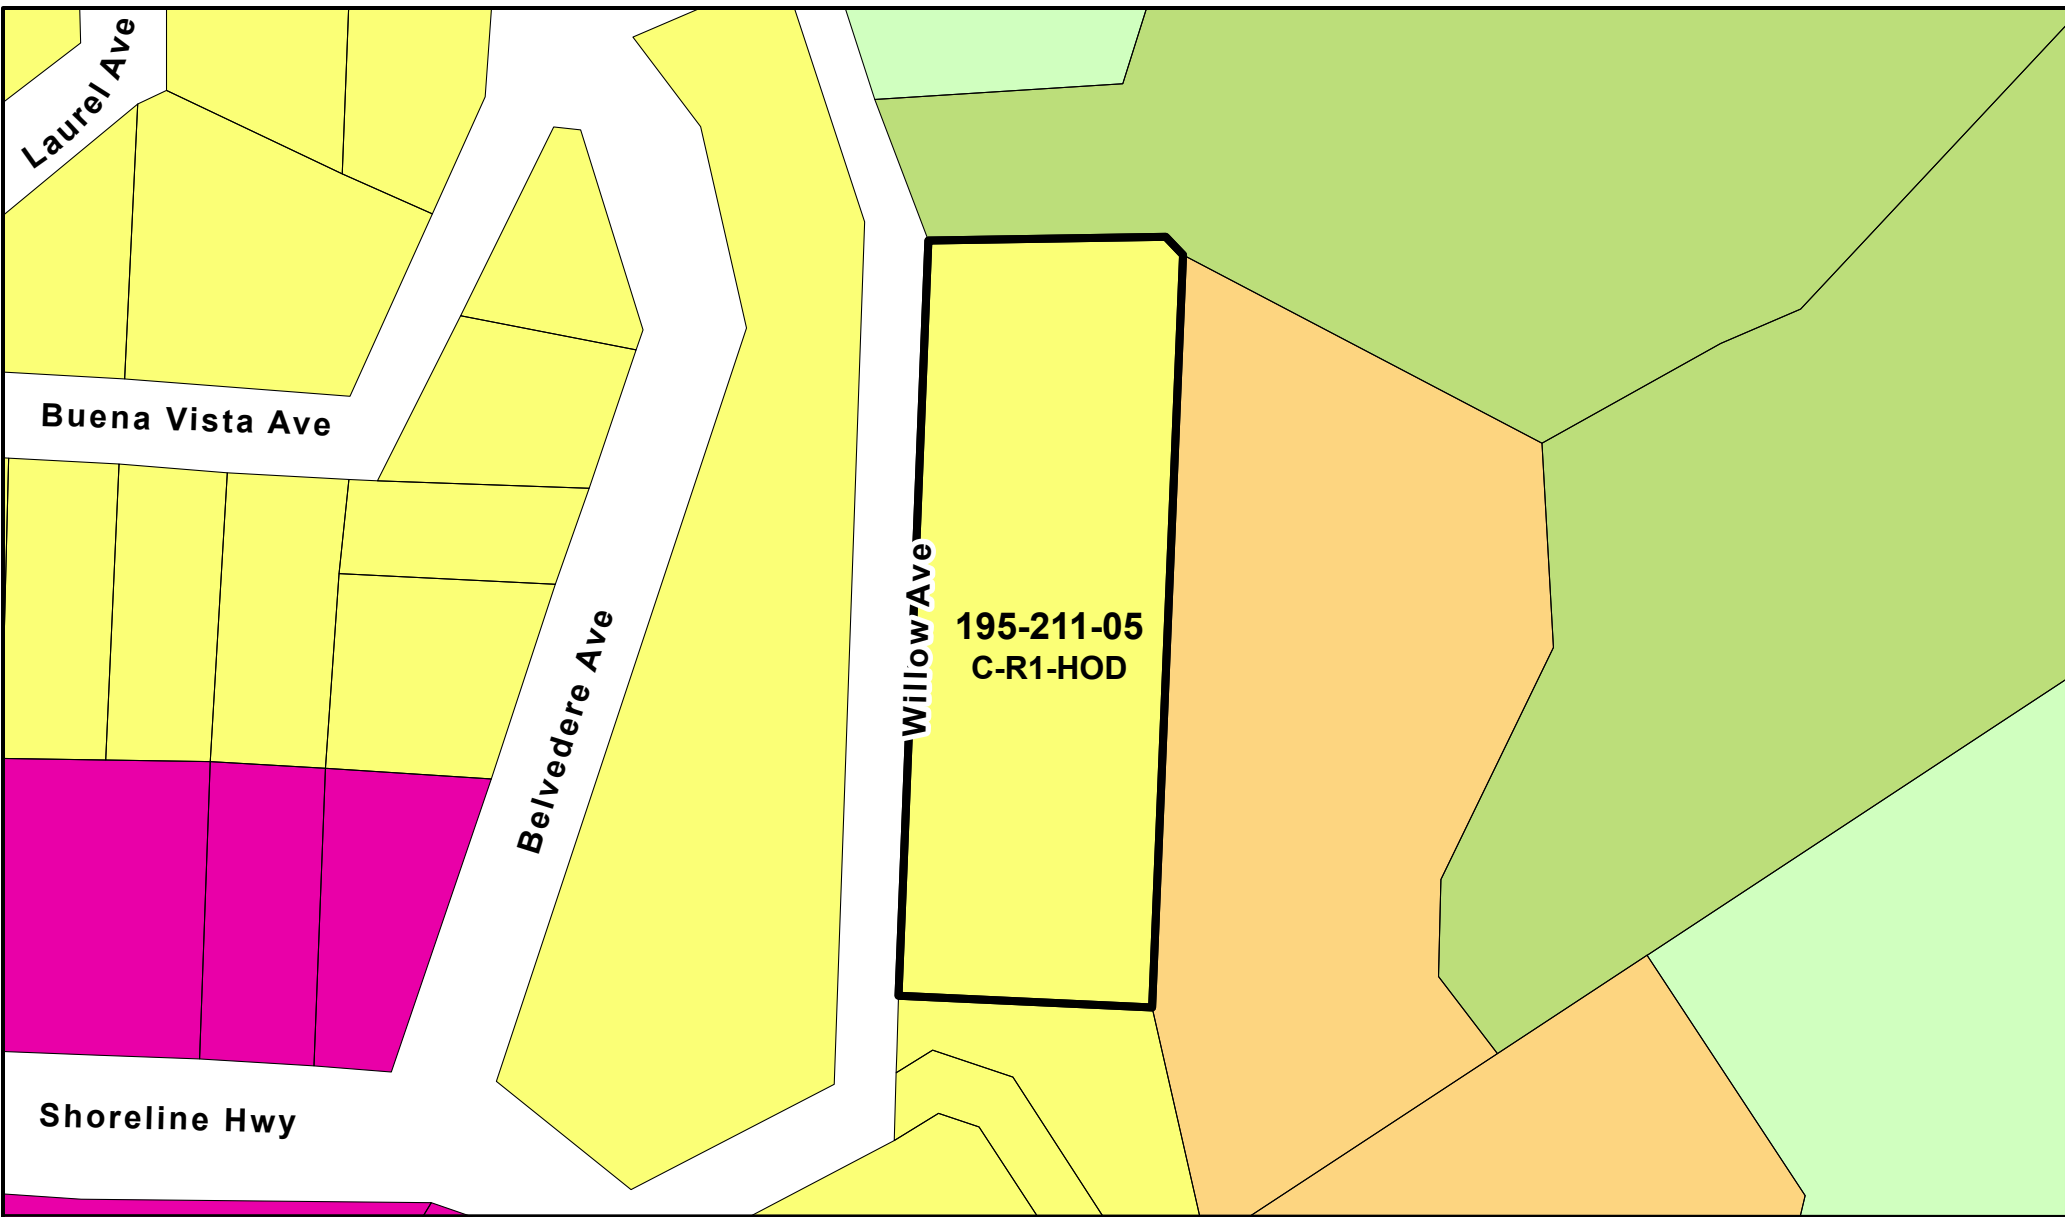 Laurel Ave
Buena Vista Ave
Willow Ave
195-211-05
C-R1-HOD
Belvedere Ave
Shoreline Hwy